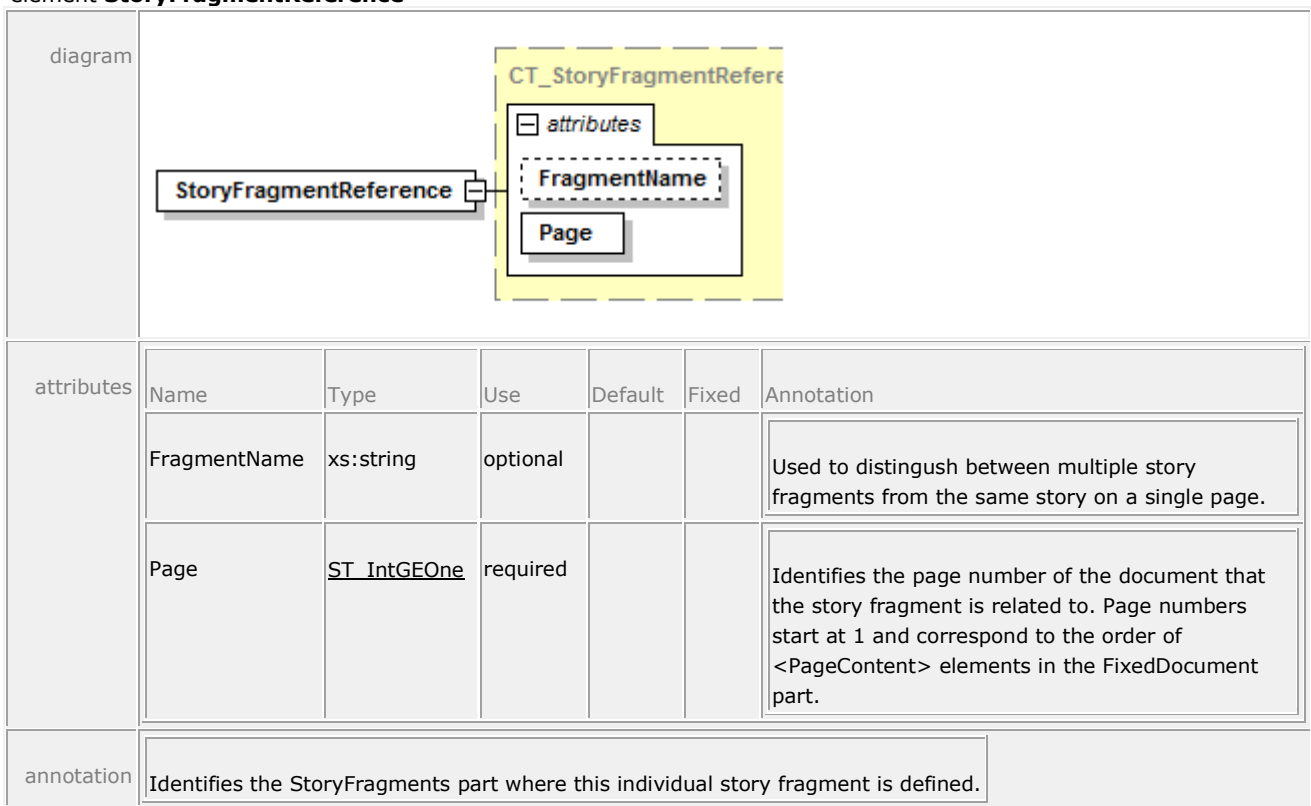 element StoryFragmentReference
diagram
CT_StoryFragmentRefere
attributes
FragmentName
StoryFragmentReference
Page
attributes
Name Type Use Default Fixed Annotation
FragmentName xs:string optional
Used to distingush between multiple story
fragments from the same story on a single page.
Page ST_IntGEOne required
Identifies the page number of the document that
the story fragment is related to. Page numbers
start at 1 and correspond to the order of
<PageContent> elements in the FixedDocument
part.
annotation
Identifies the StoryFragments part where this individual story fragment is defined.